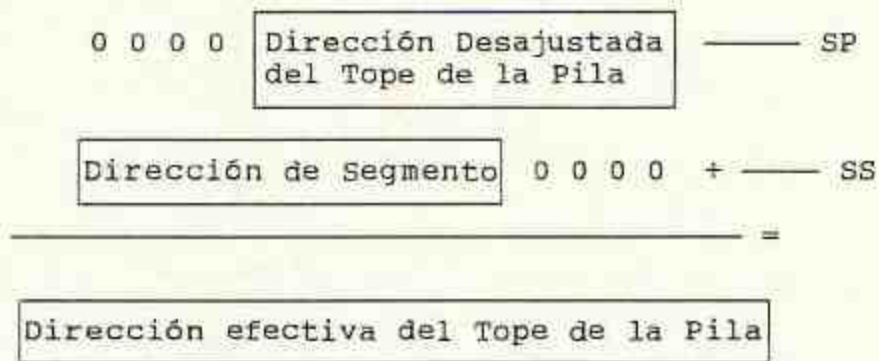 0 0 0 0 Dirección Desajustada SP
del Tope de la Pila
Dirección de Segmento 0 0 0 0 + SS
=
Dirección efectiva del Tope de la Pila